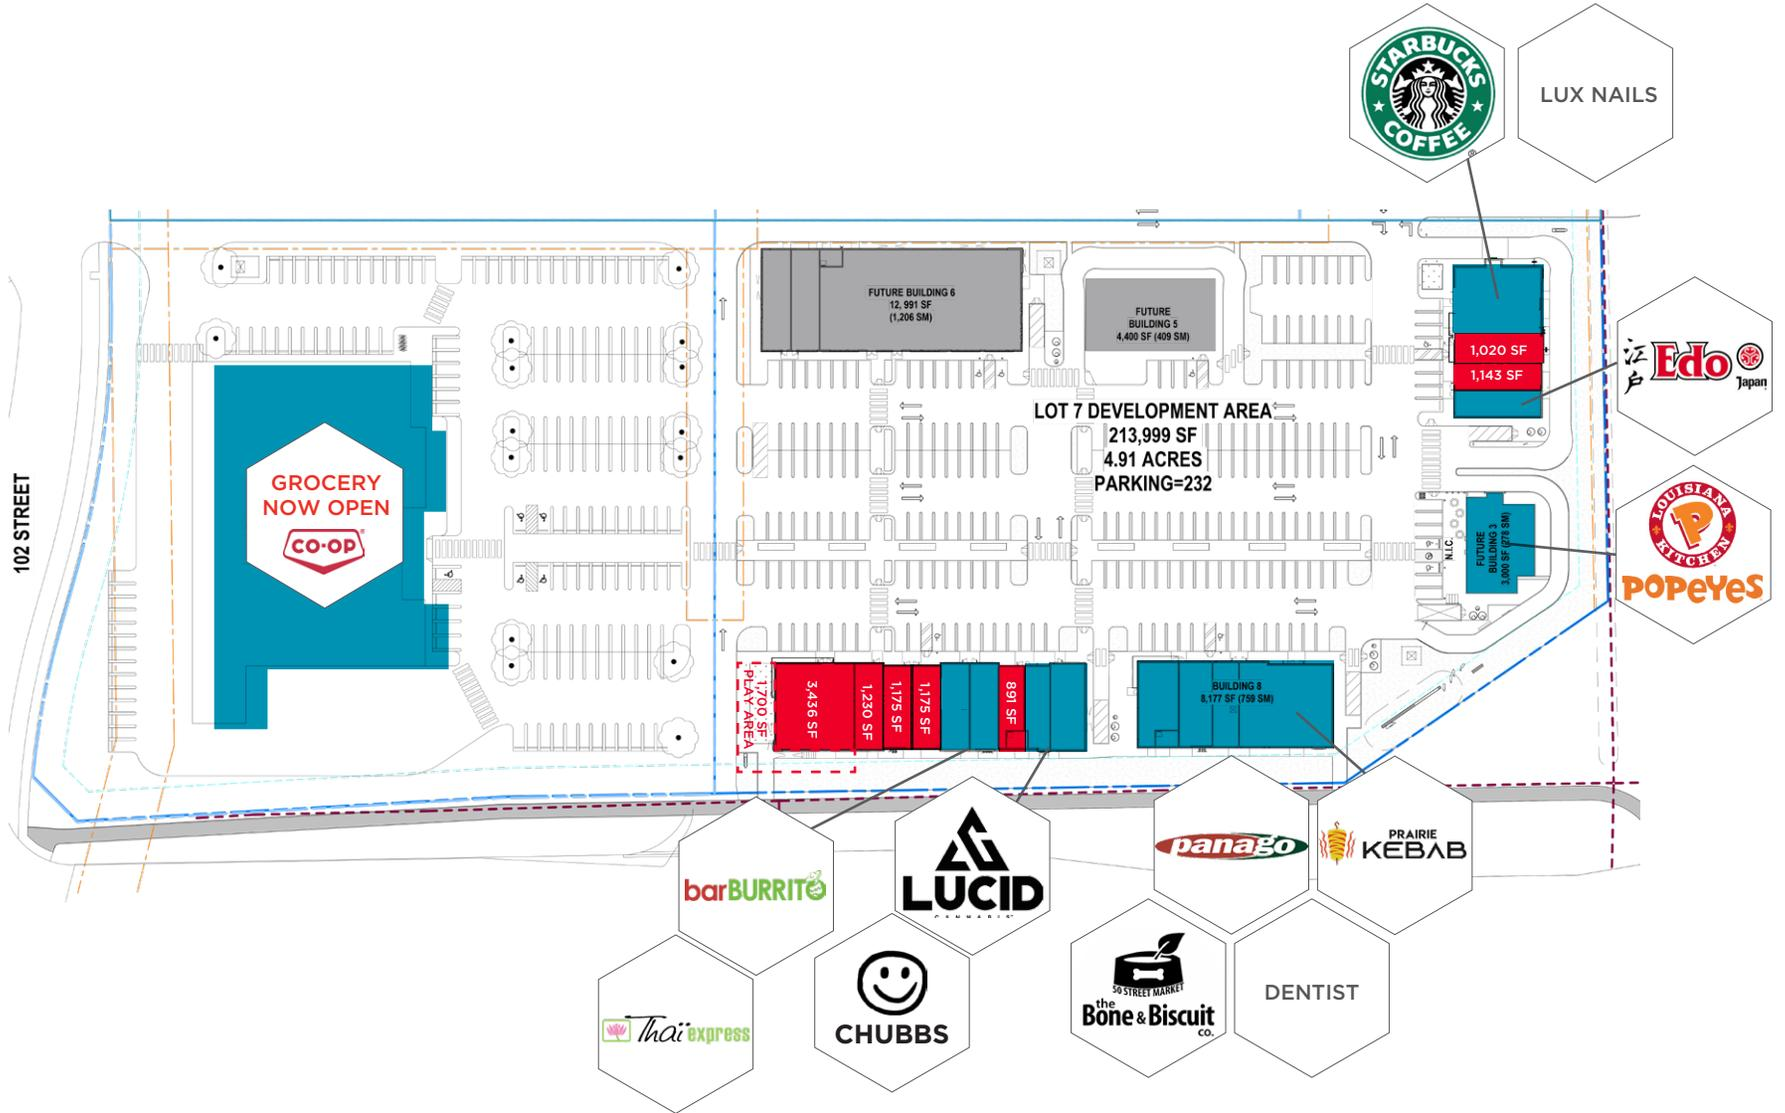 STARBUCKS
COFFEE
LUX NAILS
FUTURE BUILDING 6
12, 991 SF
(1,206 SM)
FUTURE
BUILDING 5
4,400 SF (409 SM)
1,020 SF
1,143 SF
江戸
Edo
Japan
LOT 7 DEVELOPMENT AREA
213,999 SF
4.91 ACRES
PARKING=232
GROCERY
NOW OPEN
CO-OP
102 STREET
N.I.C.
FUTURE
BUILDING 3
3,000 SF (278 SM)
LOUISIANA
KITCHEN
POPEYES
1,700 SF
PLAY AREA
3,436 SF
1,230 SF
1,175 SF
1,175 SF
891 SF
BUILDING 8
8,177 SF (759 SM)
barBURRITO
LUCID
CANNABIS
panago
PRAIRIE
KEBAB
Thaï express
CHUBBS
50 STREET MARKET
the
Bone & Biscuit
co.
DENTIST